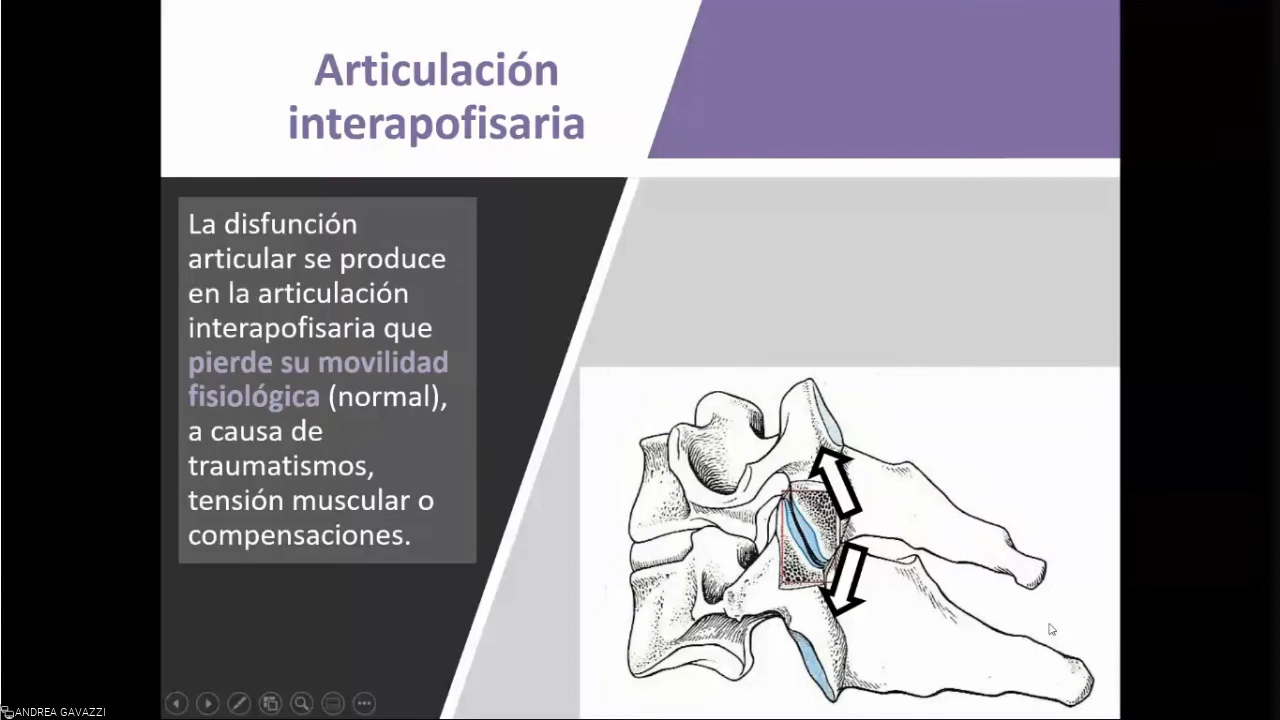 Articulación
interapofisaria
La disfunción
articular se produce
en la articulación
interapofisaria que
pierde su movilidad
fisiológica (normal),
a causa de
traumatismos,
tensión muscular o
compensaciones.
ANDREA GAVAZZI